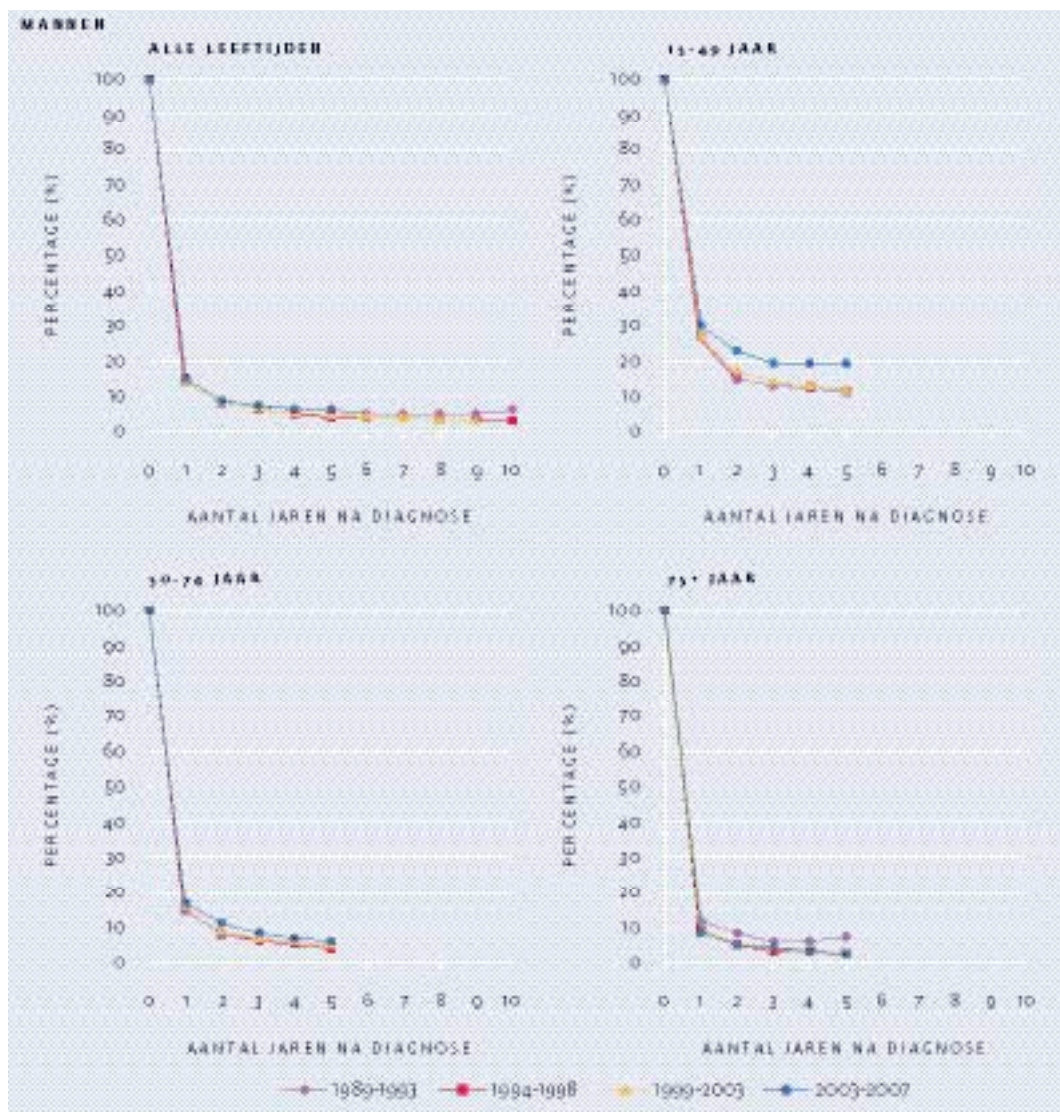 MANNEN
ALLE LEEFTIJDEN
15-49 JAAR
100
90
80
70
60
50
40
30
20
10
0
PERCENTAGE (%)
0 1 2 3 4 5 6 7 8 9 10
AANTAL JAREN NA DIAGNOSE
100
90
80
70
60
50
40
30
20
10
0
PERCENTAGE (%)
0 1 2 3 4 5 6 7 8 9 10
AANTAL JAREN NA DIAGNOSE
50-74 JAAR
75+ JAAR
100
90
80
70
60
50
40
30
20
10
0
PERCENTAGE (%)
0 1 2 3 4 5 6 7 8 9 10
AANTAL JAREN NA DIAGNOSE
100
90
80
70
60
50
40
30
20
10
0
PERCENTAGE (%)
0 1 2 3 4 5 6 7 8 9 10
AANTAL JAREN NA DIAGNOSE
1989-1993 1994-1998 1999-2003 2003-2007